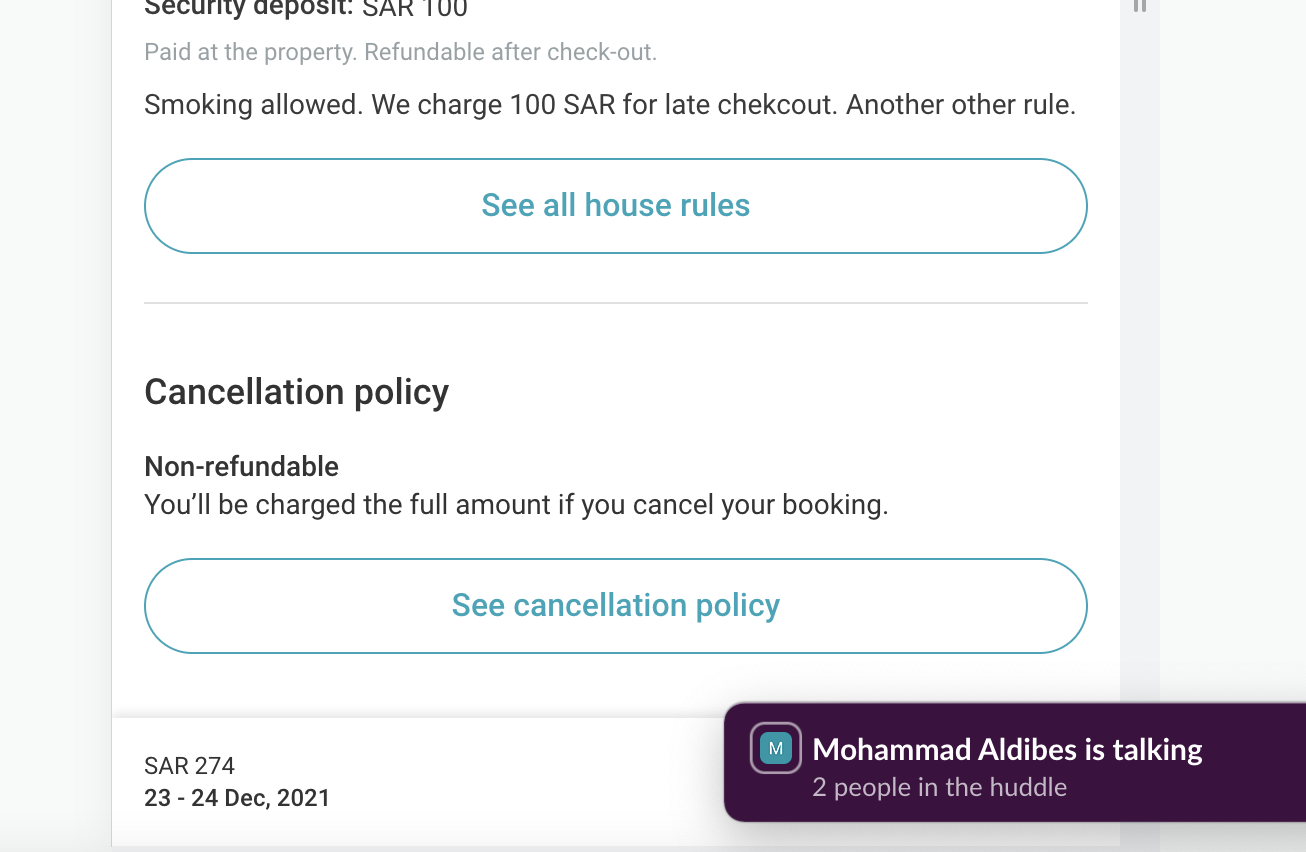 Security deposit: SAR 100
Paid at the property. Refundable after check-out.
Smoking allowed. We charge 100 SAR for late chekcout. Another other rule.
See all house rules
Cancellation policy
Non-refundable
You’ll be charged the full amount if you cancel your booking.
See cancellation policy
SAR 274
23 - 24 Dec, 2021
M
Mohammad Aldibes is talking
2 people in the huddle